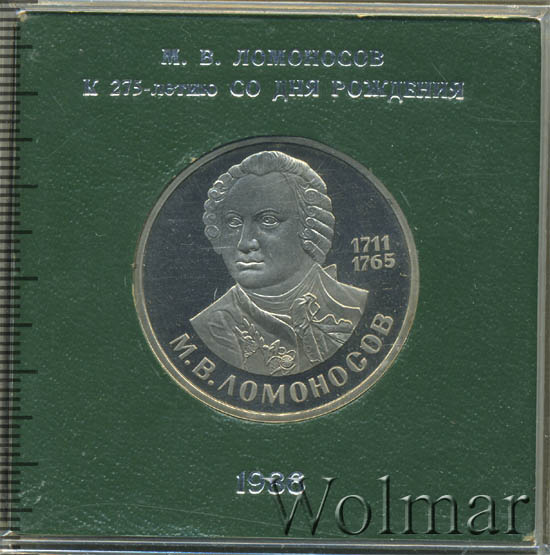 М. В. ЛОМОНОСОВ
К 275-летию СО ДНЯ РОЖДЕНИЯ
1711
1765
М.В.ЛОМОНОСОВ
1986
Wolmar